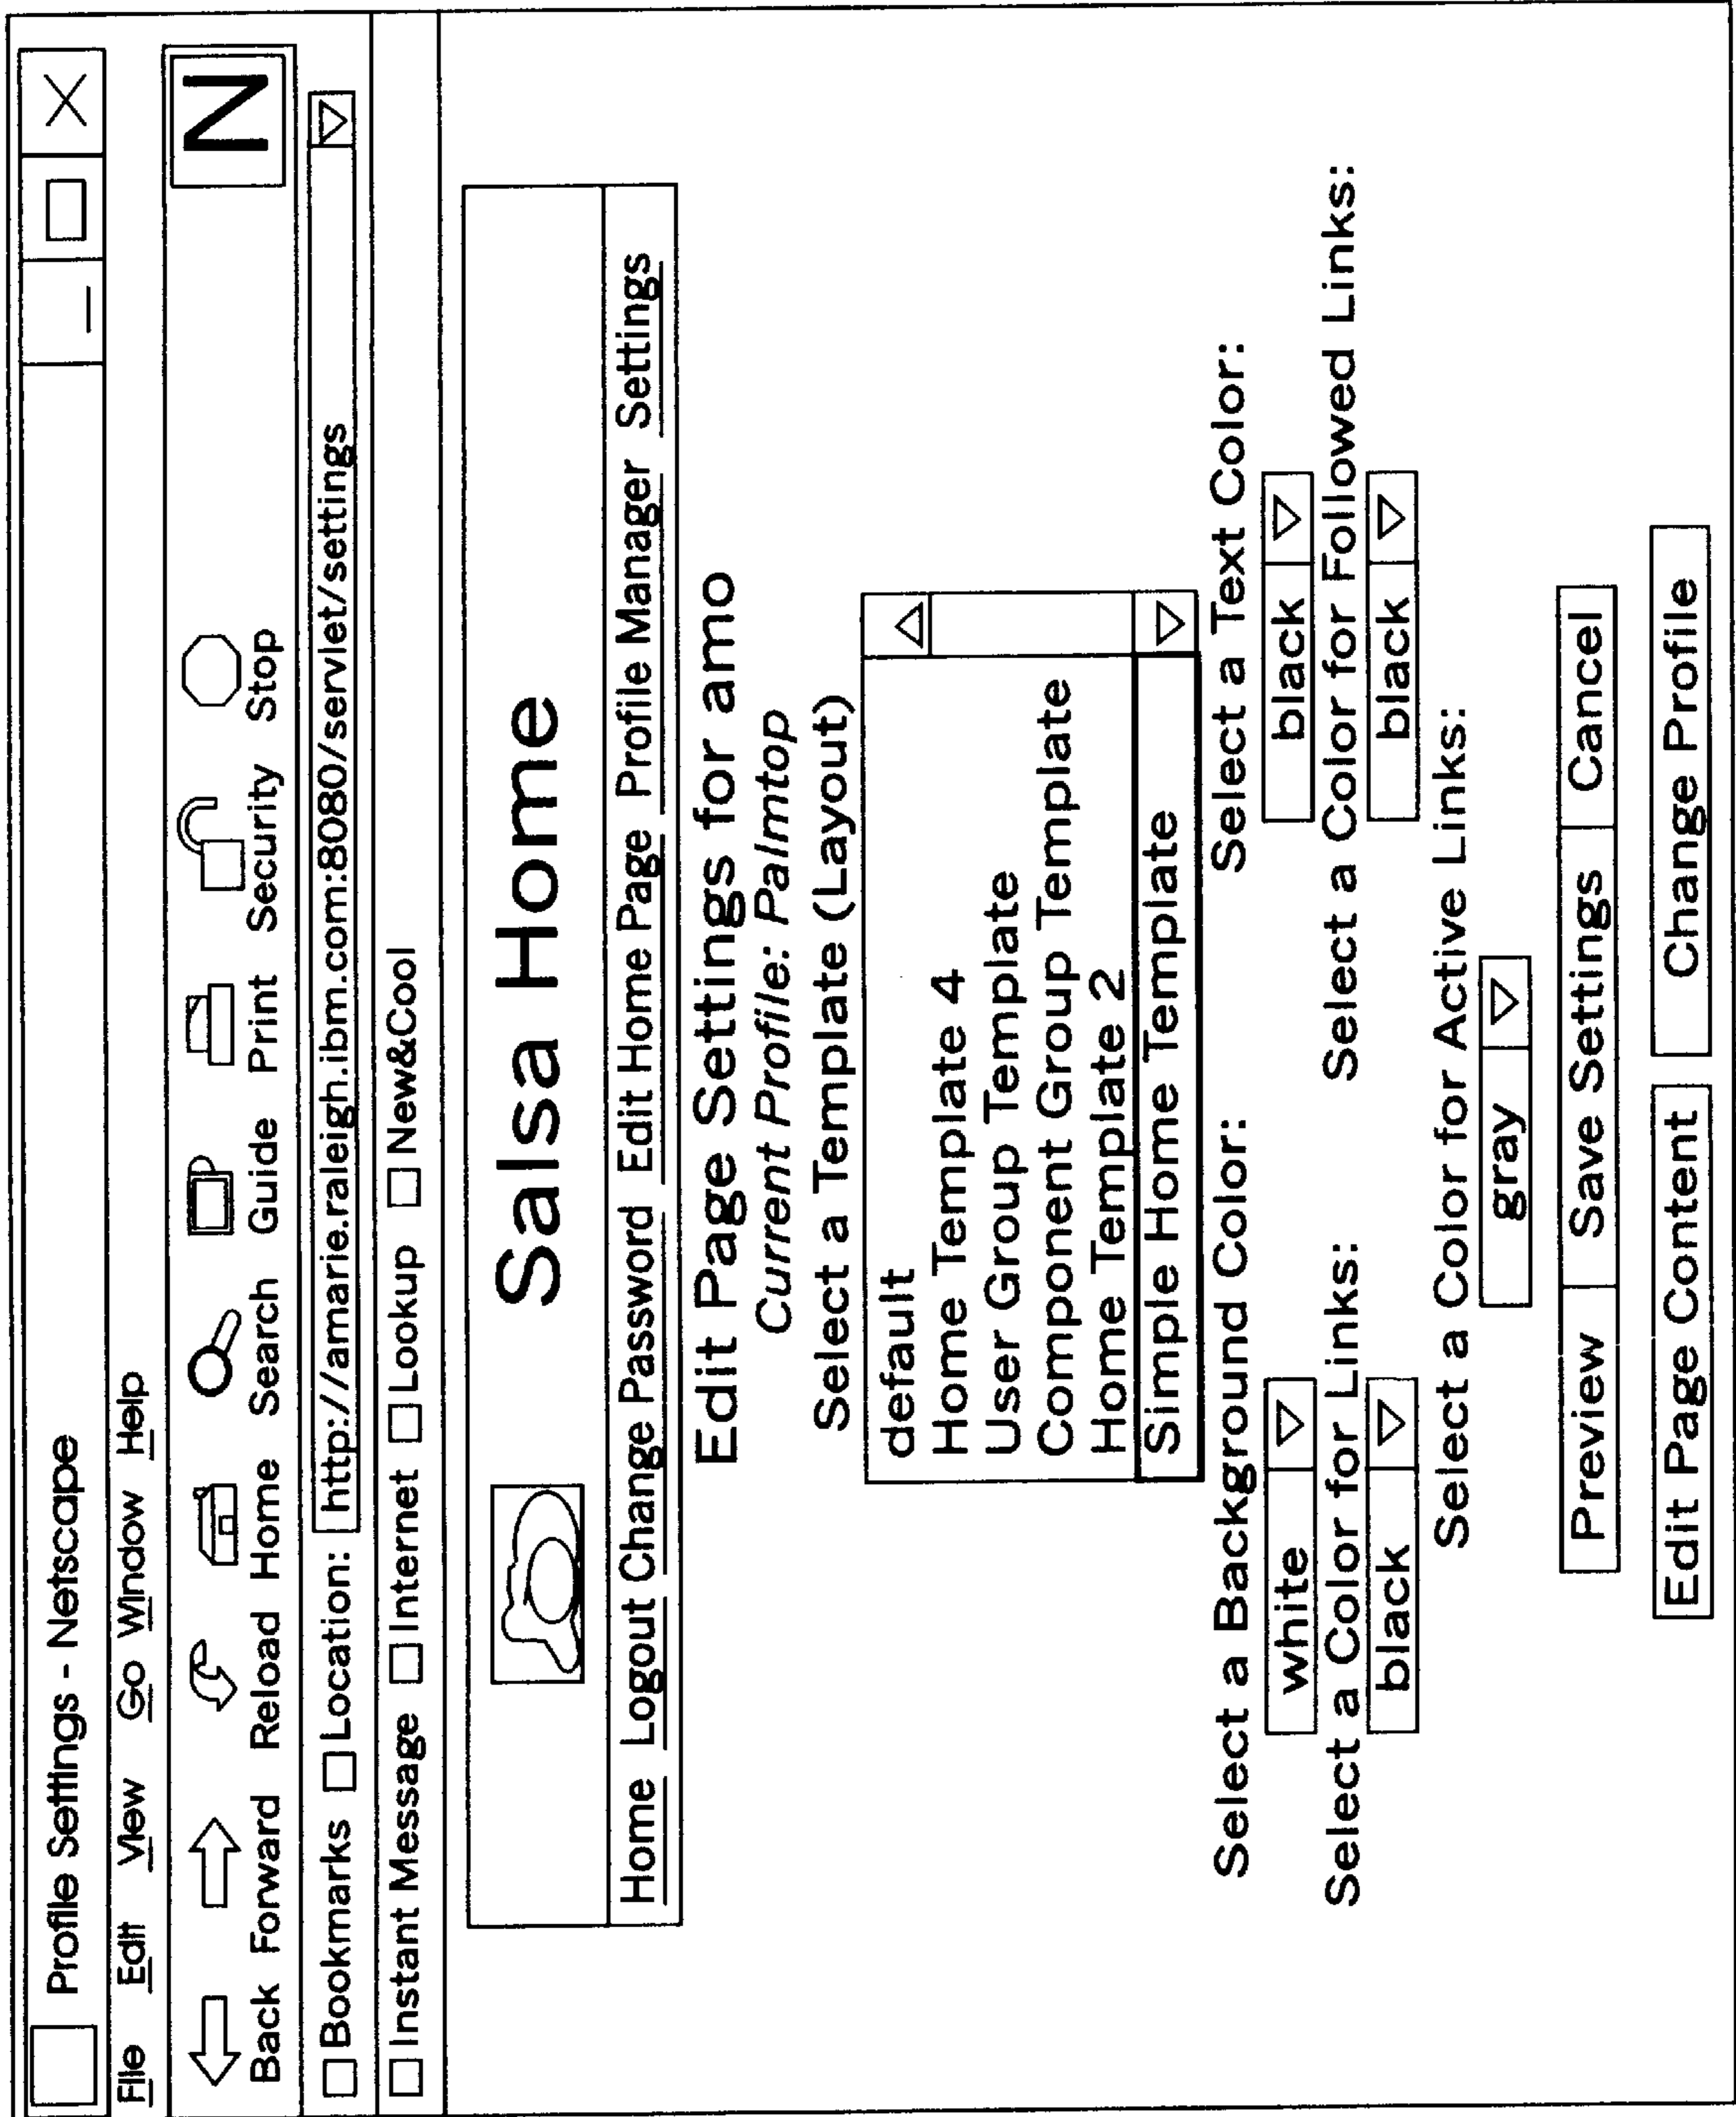 Profile Settings - Netscape
File Edit View Go Window Help
N
Back Forward Reload Home Search Guide Print Security Stop
Bookmarks Location: http://amarie.raleigh.ibm.com:8080/servlet/settings
Instant Message Internet Lookup New&Cool
Salsa Home
Home Logout Change Password Edit Home Page Profile Manager Settings
Edit Page Settings for amo
Current Profile: Palmtop
Select a Template (Layout)
default
Home Template 4
User Group Template
Component Group Template
Home Template 2
Simple Home Template
Select a Background Color: Select a Text Color:
white black
Select a Color for Links: Select a Color for Followed Links:
black black
Select a Color for Active Links:
gray
Preview Save Settings Cancel
Edit Page Content Change Profile